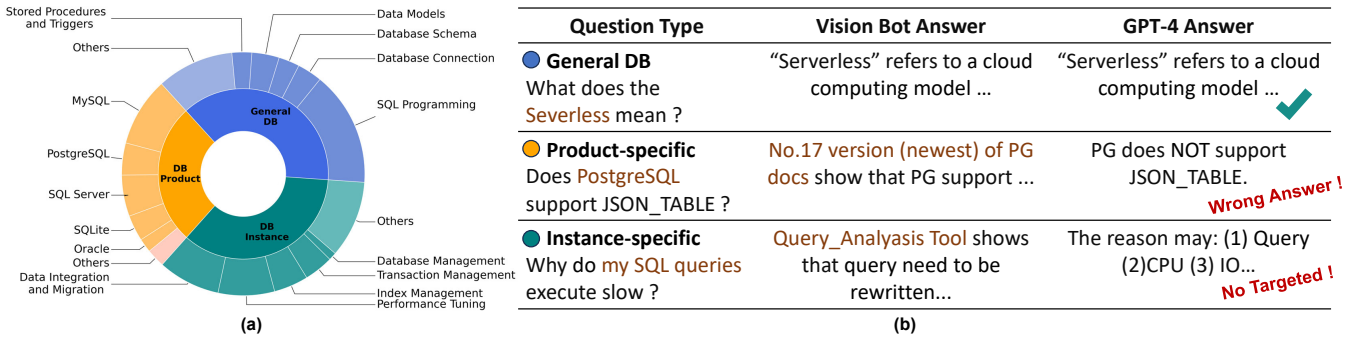 Stored Procedures
and Triggers
Others
MySQL
PostgreSQL
SQL Server
SQLite
Oracle
Others
Data Integration
and Migration
Data Models
Database Schema
Database Connection
SQL Programming
Others
Database Management
Transaction Management
Index Management
Performance Tuning
General
DB
DB
Product
DB
Instance
(a)
Question Type
Vision Bot Answer
GPT-4 Answer
General DB
What does the
Severless mean ?
“Serverless” refers to a cloud
computing model ...
“Serverless” refers to a cloud
computing model ...
Product-specific
Does PostgreSQL
support JSON_TABLE ?
No.17 version (newest) of PG
docs show that PG support ...
PG does NOT support
JSON_TABLE.
Wrong Answer !
Instance-specific
Why do my SQL queries
execute slow ?
Query_Analysis Tool shows
that query need to be
rewritten...
The reason may: (1) Query
(2)CPU (3) IO...
No Targeted !
(b)